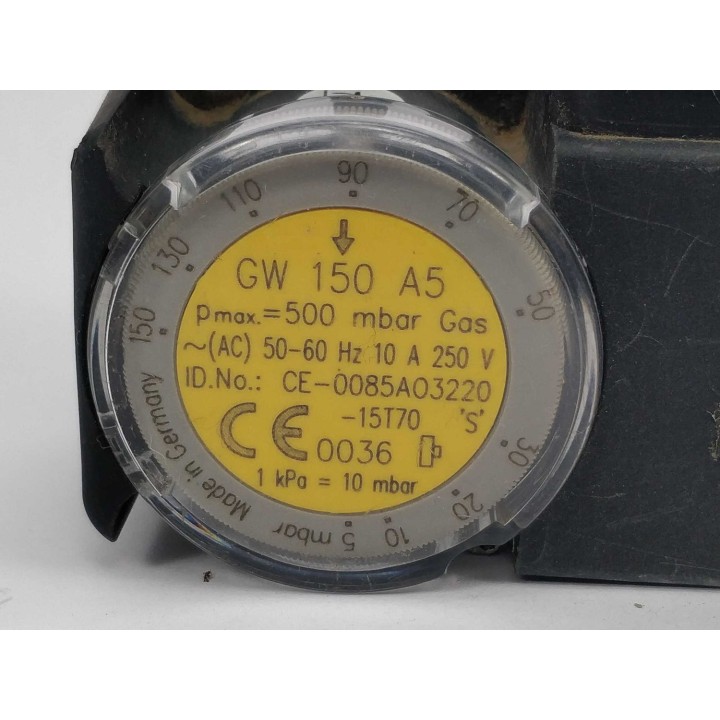 GW 150 A5
pmax.=500 mbar Gas
~(AC) 50-60 Hz 10 A 250 V
ID.No.: CE-0085A03220
-15T70 'S'
CE 0036
1 kPa = 10 mbar
5 mbar
10
20
30
50
70
90
110
130
150
Made in Germany